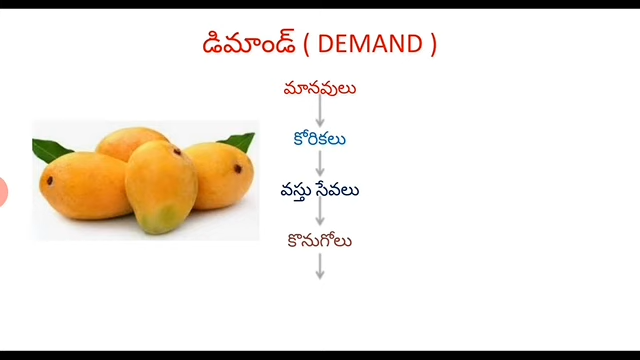 డిమాండ్ ( DEMAND )
మానవులు
కోరికలు
వస్తు సేవలు
కొనుగోలు